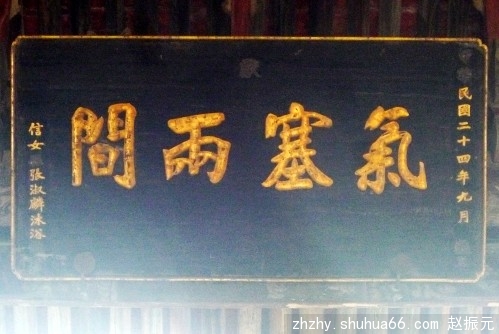 民國二十四年九月
氣塞兩間
信女 張淑麟沐浴
zhzhy.shuhua66.com 赵振元